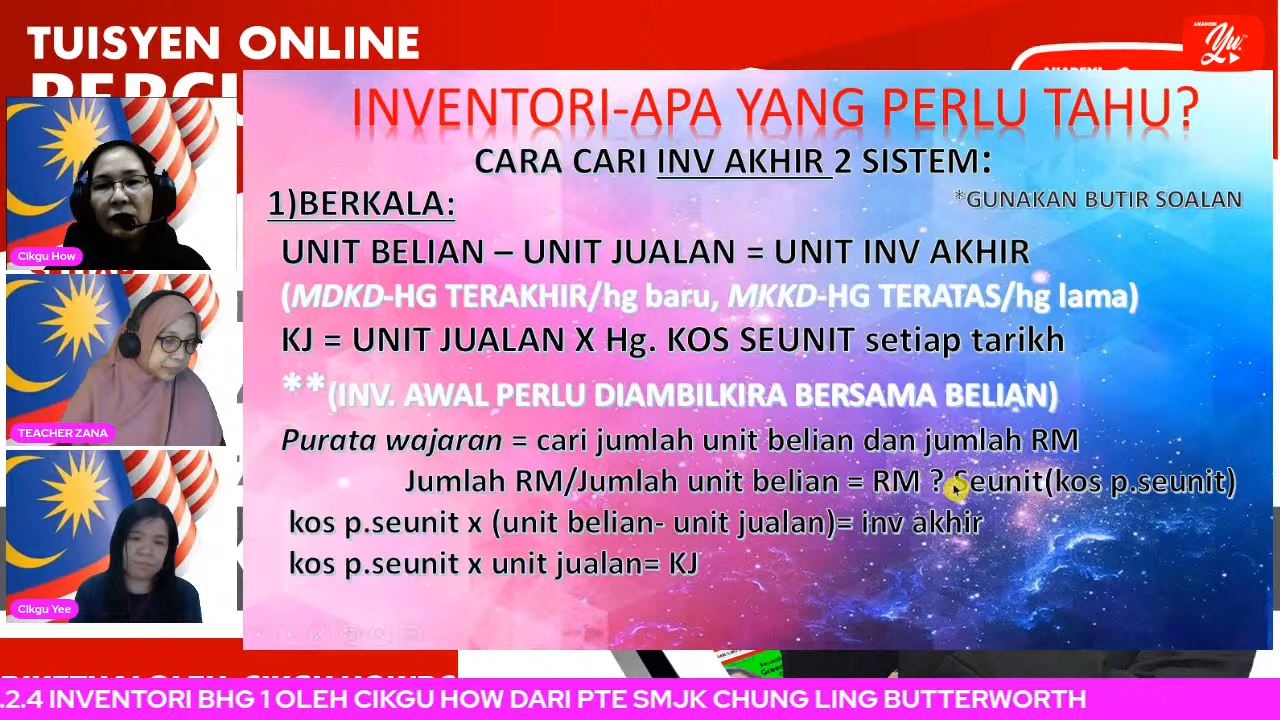 TUISYEN ONLINE
AKADEMI
Yu
INVENTORI-APA YANG PERLU TAHU?
CARA CARI INV AKHIR 2 SISTEM:
1)BERKALA:
*GUNAKAN BUTIR SOALAN
UNIT BELIAN – UNIT JUALAN = UNIT INV AKHIR
(MDKD-HG TERAKHIR/hg baru, MKKD-HG TERATAS/hg lama)
KJ = UNIT JUALAN X Hg. KOS SEUNIT setiap tarikh
**(INV. AWAL PERLU DIAMBILKIRA BERSAMA BELIAN)
Purata wajaran = cari jumlah unit belian dan jumlah RM
Jumlah RM/Jumlah unit belian = RM ? Seunit(kos p.seunit)
kos p.seunit x (unit belian- unit jualan)= inv akhir
kos p.seunit x unit jualan= KJ
Cikgu How
TEACHER ZANA
Cikgu Yee
.2.4 INVENTORI BHG 1 OLEH CIKGU HOW DARI PTE SMJK CHUNG LING BUTTERWORTH